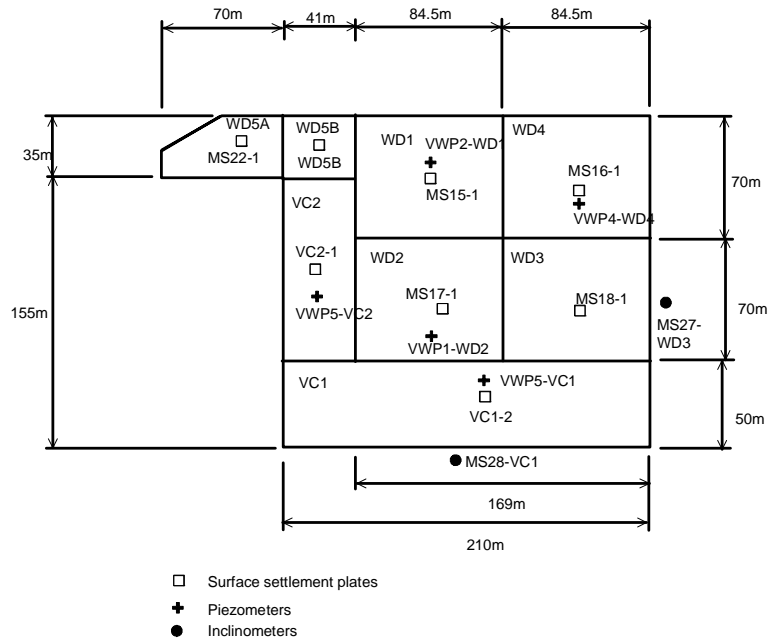 70m
41m
84.5m
84.5m
WD5A
MS22-1
WD5B
WD5B
WD1
VWP2-WD1
MS15-1
WD4
MS16-1
VWP4-WD4
35m
70m
VC2
VC2-1
VWP5-VC2
WD2
MS17-1
VWP1-WD2
WD3
MS18-1
MS27-
WD3
155m
70m
VC1
VWP5-VC1
VC1-2
50m
MS28-VC1
169m
210m
Surface settlement plates
Piezometers
Inclinometers